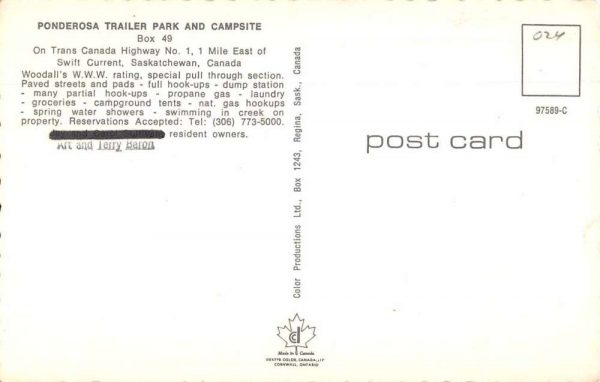 PONDEROSA TRAILER PARK AND CAMPSITE
Box 49
On Trans Canada Highway No. 1, 1 Mile East of
Swift Current, Saskatchewan, Canada
Woodall's W.W.W. rating, special pull through section.
Paved streets and pads - full hook-ups - dump station
- many partial hook-ups - propane gas - laundry
- groceries - campground tents - nat. gas hookups
- spring water showers - swimming in creek on
property. Reservations Accepted: Tel: (306) 773-5000.
resident owners.
Art and Terry Baron
Color Productions Ltd., Box 1243, Regina, Sask., Canada
024
97589-C
post card
Made in Canada
COLOR, CANADA
CORNWALL, ONTARIO